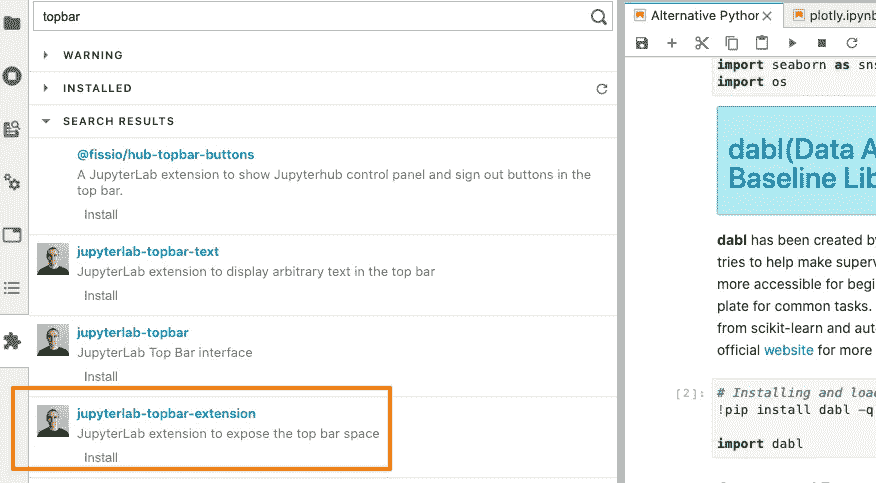 topbar
WARNING
INSTALLED
SEARCH RESULTS
@fissio/hub-topbar-buttons
A JupyterLab extension to show Jupyterhub control panel and sign out buttons in the
top bar.
Install
jupyterlab-topbar-text
JupyterLab extension to display arbitrary text in the top bar
Install
jupyterlab-topbar
JupyterLab Top Bar interface
Install
jupyterlab-topbar-extension
JupyterLab extension to expose the top bar space
Install
Alternative Python
plotly.ipynb
import seaborn as sns
import os
dabl(Data A
Baseline Lib
dabl has been created by
tries to help make superv
more accessible for begi
plate for common tasks.
from scikit-learn and aut
official website for more
[2]:
# Installing and load
!pip install dabl -q
import dabl